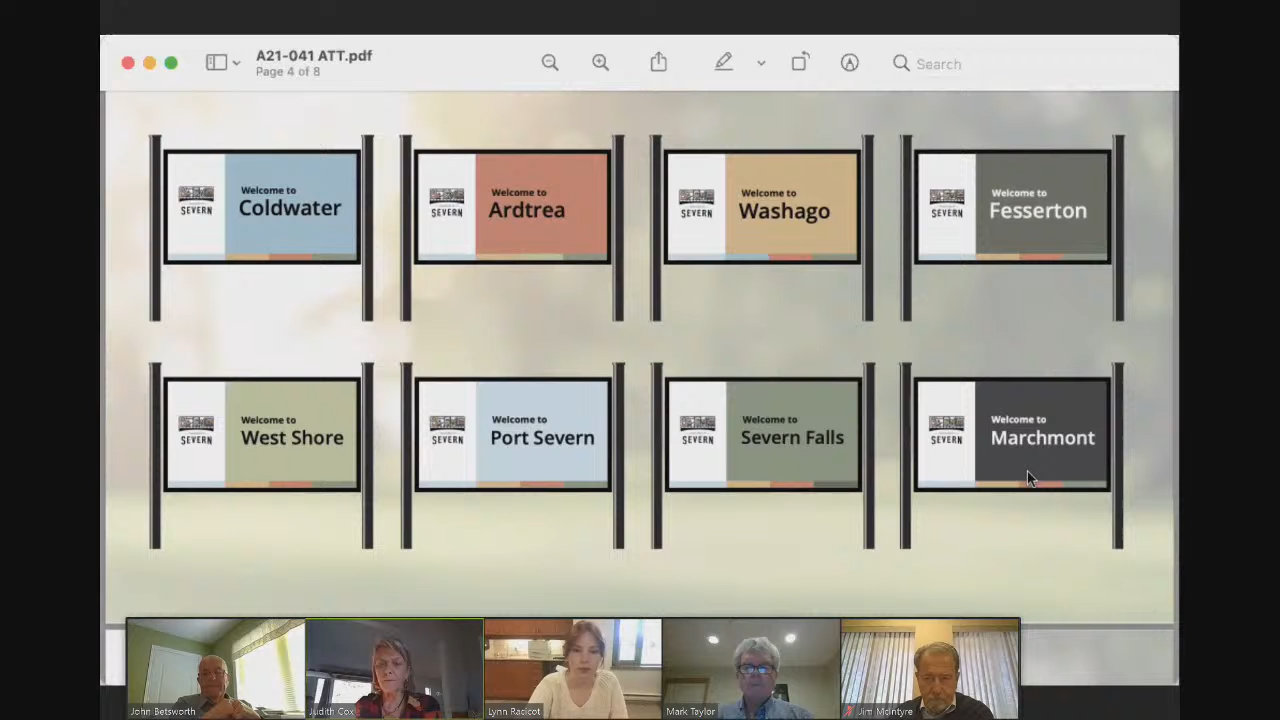 A21-041 ATT.pdf
Page 4 of 8
Search
Welcome to
Coldwater
SEVERN
Welcome to
Ardtrea
SEVERN
Welcome to
Washago
SEVERN
Welcome to
Fesserton
SEVERN
Welcome to
West Shore
SEVERN
Welcome to
Port Severn
SEVERN
Welcome to
Severn Falls
SEVERN
Welcome to
Marchmont
SEVERN
John Betsworth
Judith Cox
Lynn Racicot
Mark Taylor
Jim McIntyre